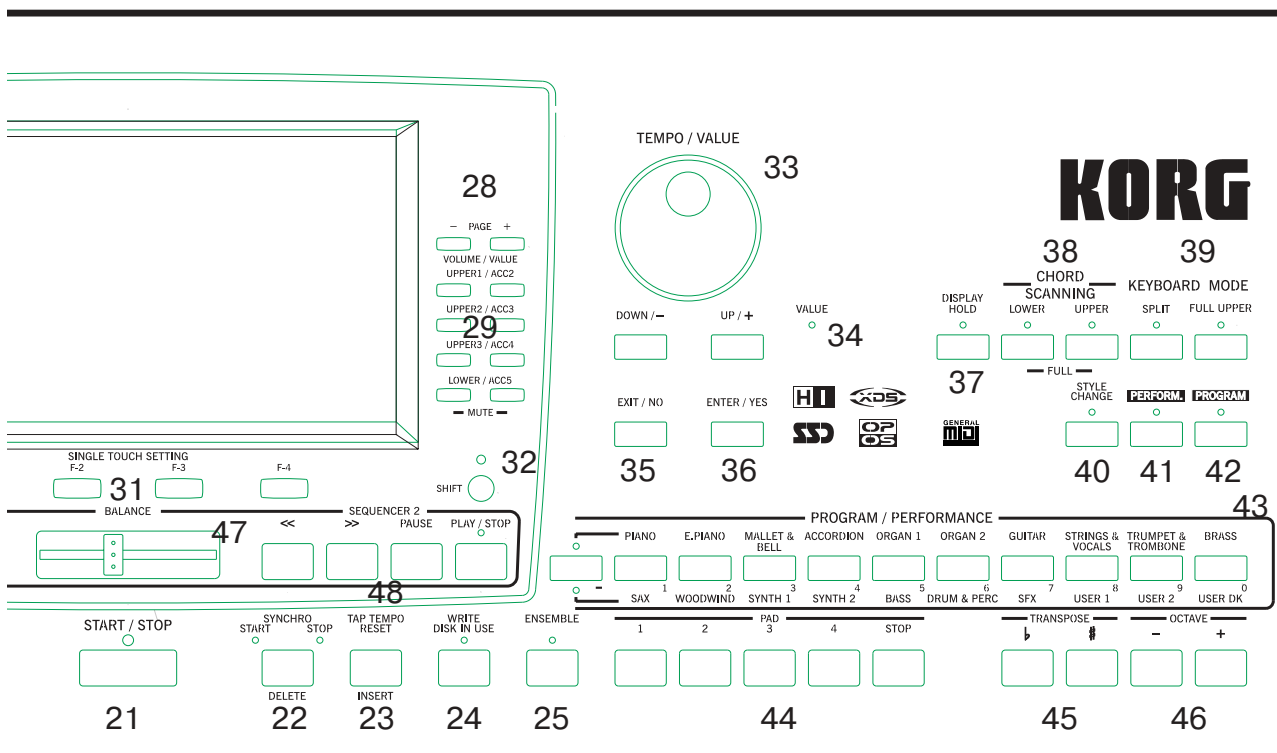 TEMPO / VALUE
33
28
KORG
− PAGE +
VOLUME / VALUE
UPPER1 / ACC2
UPPER2 / ACC3
29
UPPER3 / ACC4
LOWER / ACC5
MUTE
38
39
CHORD
SCANNING
KEYBOARD MODE
DISPLAY
HOLD
LOWER
UPPER
SPLIT
FULL UPPER
DOWN / −
UP / +
VALUE
34
37
FULL
EXIT / NO
ENTER / YES
HI
XDS
SSD
OP
OS
GENERAL
MIDI
STYLE
CHANGE
PERFORM.
PROGRAM
35
36
40
41
42
SINGLE TOUCH SETTING
F-2
F-3
F-4
31
SHIFT
32
BALANCE
47
SEQUENCER 2
<<
>>
PAUSE
PLAY / STOP
48
PROGRAM / PERFORMANCE
43
PIANO
E.PIANO
MALLET &
BELL
ACCORDION
ORGAN 1
ORGAN 2
GUITAR
STRINGS &
VOCALS
TRUMPET &
TROMBONE
BRASS
− 1 2 3 4 5 6 7 8 9 0
SAX
WOODWIND
SYNTH 1
SYNTH 2
BASS
DRUM & PERC
SFX
USER 1
USER 2
USER DK
START / STOP
SYNCHRO
START
STOP
TAP TEMPO
RESET
WRITE
DISK IN USE
ENSEMBLE
PAD
1
2
3
4
STOP
TRANSPOSE
♭
♯
OCTAVE
−
+
DELETE
INSERT
21
22
23
24
25
44
45
46